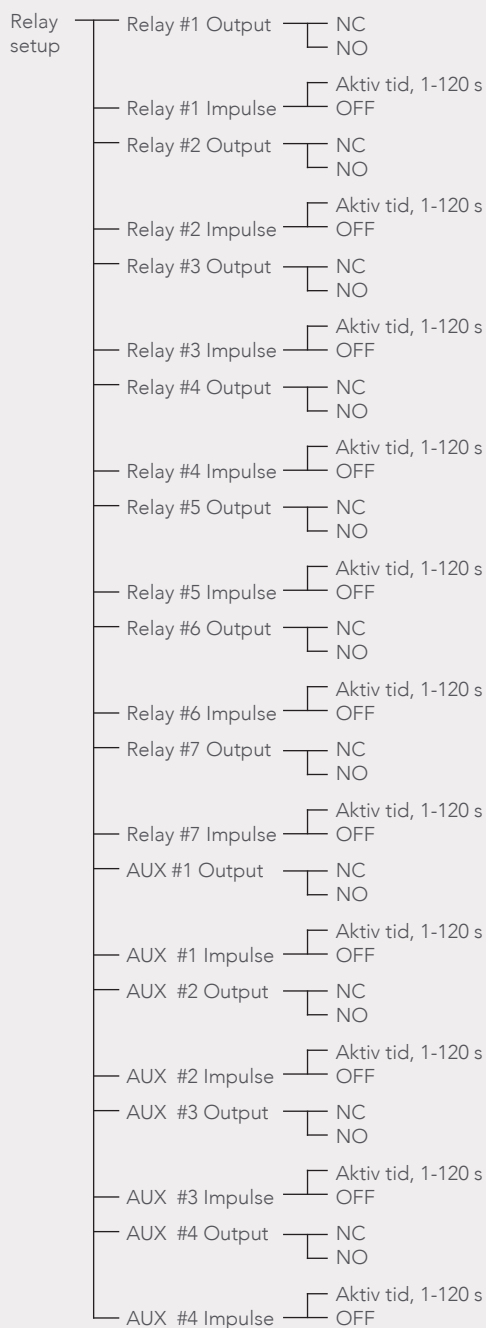 Relay setup
Relay #1 Output
NC
NO
Aktiv tid, 1-120 s
Relay #1 Impulse
OFF
Relay #2 Output
NC
NO
Aktiv tid, 1-120 s
Relay #2 Impulse
OFF
Relay #3 Output
NC
NO
Aktiv tid, 1-120 s
Relay #3 Impulse
OFF
Relay #4 Output
NC
NO
Aktiv tid, 1-120 s
Relay #4 Impulse
OFF
Relay #5 Output
NC
NO
Aktiv tid, 1-120 s
Relay #5 Impulse
OFF
Relay #6 Output
NC
NO
Aktiv tid, 1-120 s
Relay #6 Impulse
OFF
Relay #7 Output
NC
NO
Aktiv tid, 1-120 s
Relay #7 Impulse
OFF
AUX #1 Output
NC
NO
Aktiv tid, 1-120 s
AUX #1 Impulse
OFF
AUX #2 Output
NC
NO
Aktiv tid, 1-120 s
AUX #2 Impulse
OFF
AUX #3 Output
NC
NO
Aktiv tid, 1-120 s
AUX #3 Impulse
OFF
AUX #4 Output
NC
NO
Aktiv tid, 1-120 s
AUX #4 Impulse
OFF